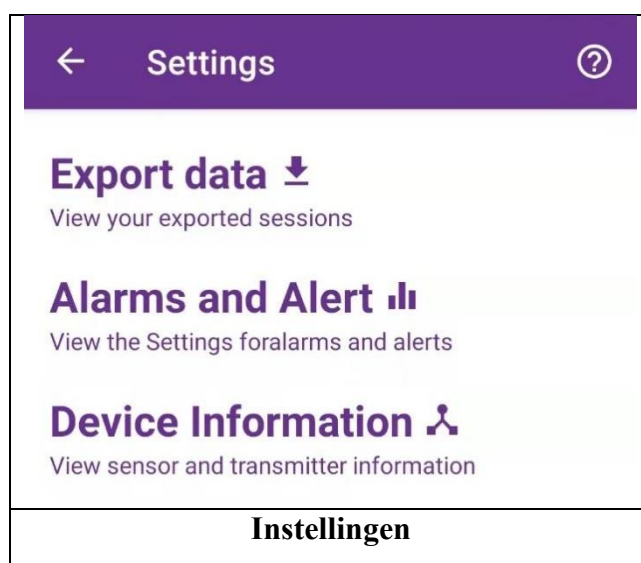 Settings
Export data
View your exported sessions
Alarms and Alert
View the Settings foralarms and alerts
Device Information
View sensor and transmitter information
Instellingen